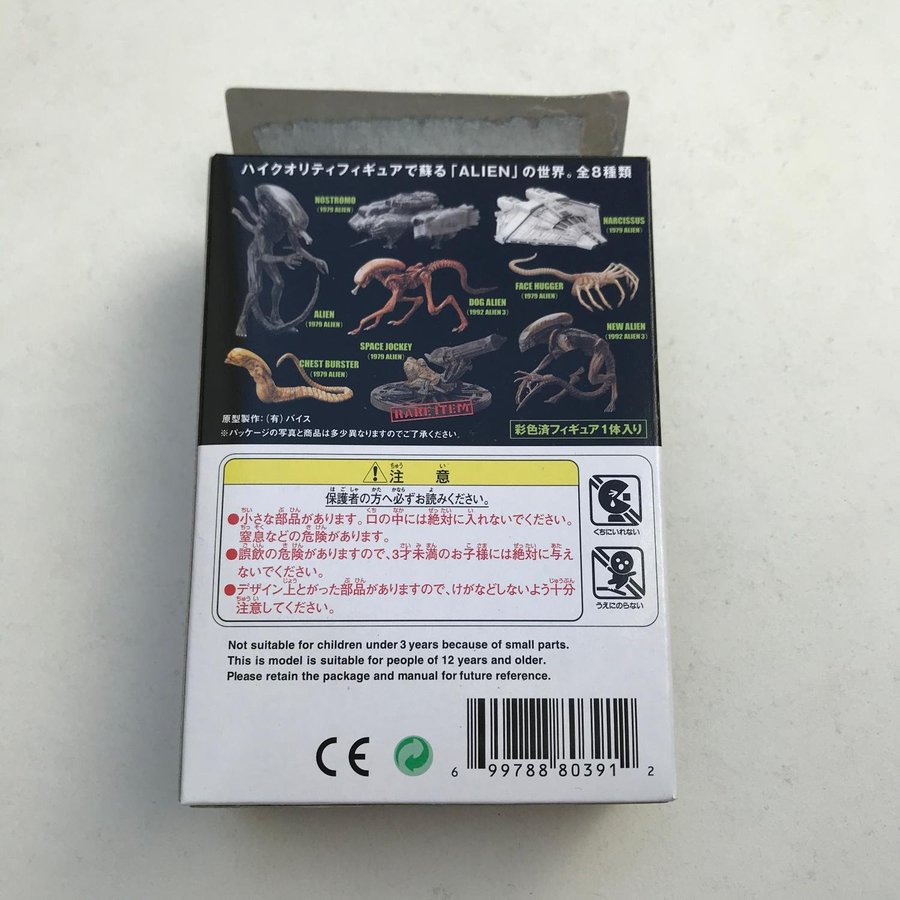 ハイクオリティフィギュアで蘇る「ALIEN」の世界。全8種類
NOSTROMO
(1979 ALIEN)
NARCISSUS
(1979 ALIEN)
ALIEN
(1979 ALIEN)
DOG ALIEN
(1992 ALIEN 3)
FACE HUGGER
(1979 ALIEN)
NEW ALIEN
(1992 ALIEN 3)
CHEST BURSTER
(1979 ALIEN)
SPACE JOCKEY
(1979 ALIEN)
RARE ITEM
原型製作:(有)バイス
※パッケージの写真と商品は多少異なりますのでご了承ください。
彩色済フィギュア1体入り
注意
保護者の方へ必ずお読みください。
●小さな部品があります。口の中には絶対に入れないでください。
窒息などの危険があります。
●誤飲の危険がありますので、3才未満のお子様には絶対に与え
ないでください。
●デザイン上とがった部品がありますので、けがなどしないよう十分
注意してください。
くちにいれない
うえにのらない
Not suitable for children under 3 years because of small parts.
This is model is suitable for people of 12 years and older.
Please retain the package and manual for future reference.
CE
6 99788 80391 2